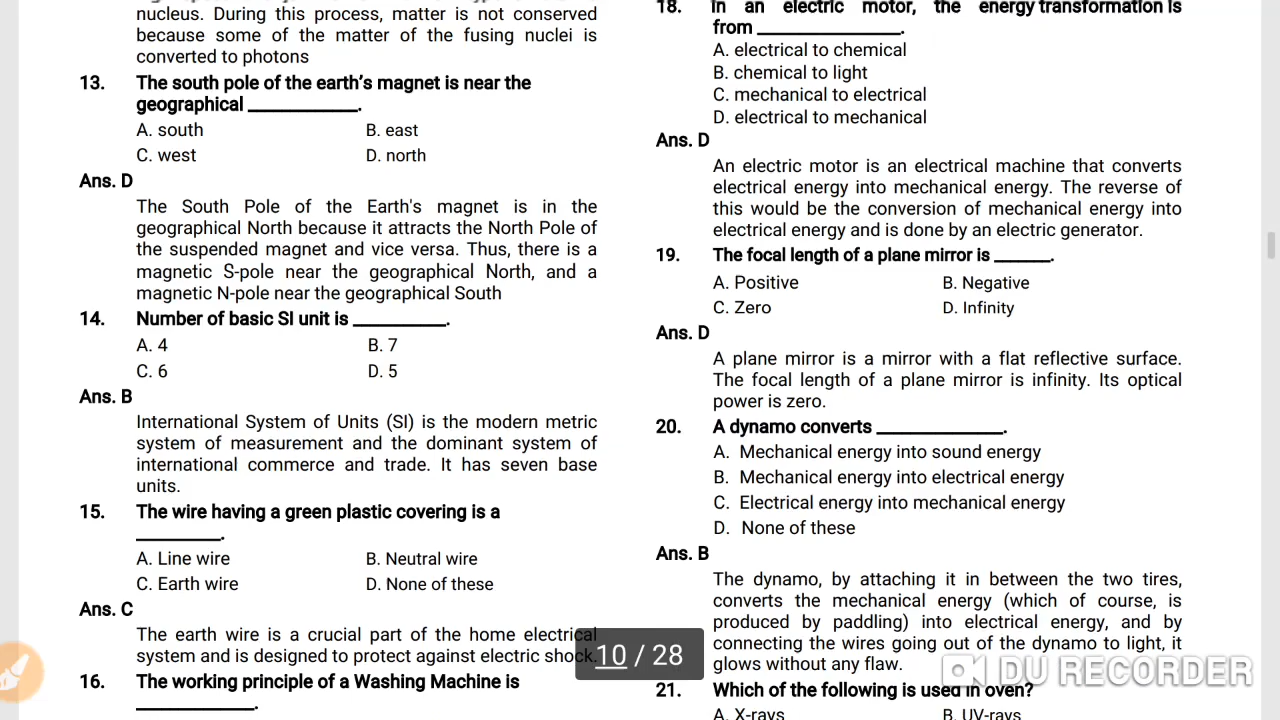 nucleus. During this process, matter is not conserved
because some of the matter of the fusing nuclei is
converted to photons
13. The south pole of the earth's magnet is near the
geographical ____________.
A. south B. east
C. west D. north
Ans. D
The South Pole of the Earth's magnet is in the
geographical North because it attracts the North Pole of
the suspended magnet and vice versa. Thus, there is a
magnetic S-pole near the geographical North, and a
magnetic N-pole near the geographical South
14. Number of basic SI unit is __________.
A. 4 B. 7
C. 6 D. 5
Ans. B
International System of Units (SI) is the modern metric
system of measurement and the dominant system of
international commerce and trade. It has seven base
units.
15. The wire having a green plastic covering is a
_________.
A. Line wire B. Neutral wire
C. Earth wire D. None of these
Ans. C
The earth wire is a crucial part of the home electrical
system and is designed to protect against electric shock.
16. The working principle of a Washing Machine is
_____________.
18. In an electric motor, the energy transformation is
from ________________.
A. electrical to chemical
B. chemical to light
C. mechanical to electrical
D. electrical to mechanical
Ans. D
An electric motor is an electrical machine that converts
electrical energy into mechanical energy. The reverse of
this would be the conversion of mechanical energy into
electrical energy and is done by an electric generator.
19. The focal length of a plane mirror is ______.
A. Positive B. Negative
C. Zero D. Infinity
Ans. D
A plane mirror is a mirror with a flat reflective surface.
The focal length of a plane mirror is infinity. Its optical
power is zero.
20. A dynamo converts ______________.
A. Mechanical energy into sound energy
B. Mechanical energy into electrical energy
C. Electrical energy into mechanical energy
D. None of these
Ans. B
The dynamo, by attaching it in between the two tires,
converts the mechanical energy (which of course, is
produced by paddling) into electrical energy, and by
connecting the wires going out of the dynamo to light, it
glows without any flaw.
21. Which of the following is used in oven?
A. X-rays B. UV-rays
10 / 28
DU RECORDER